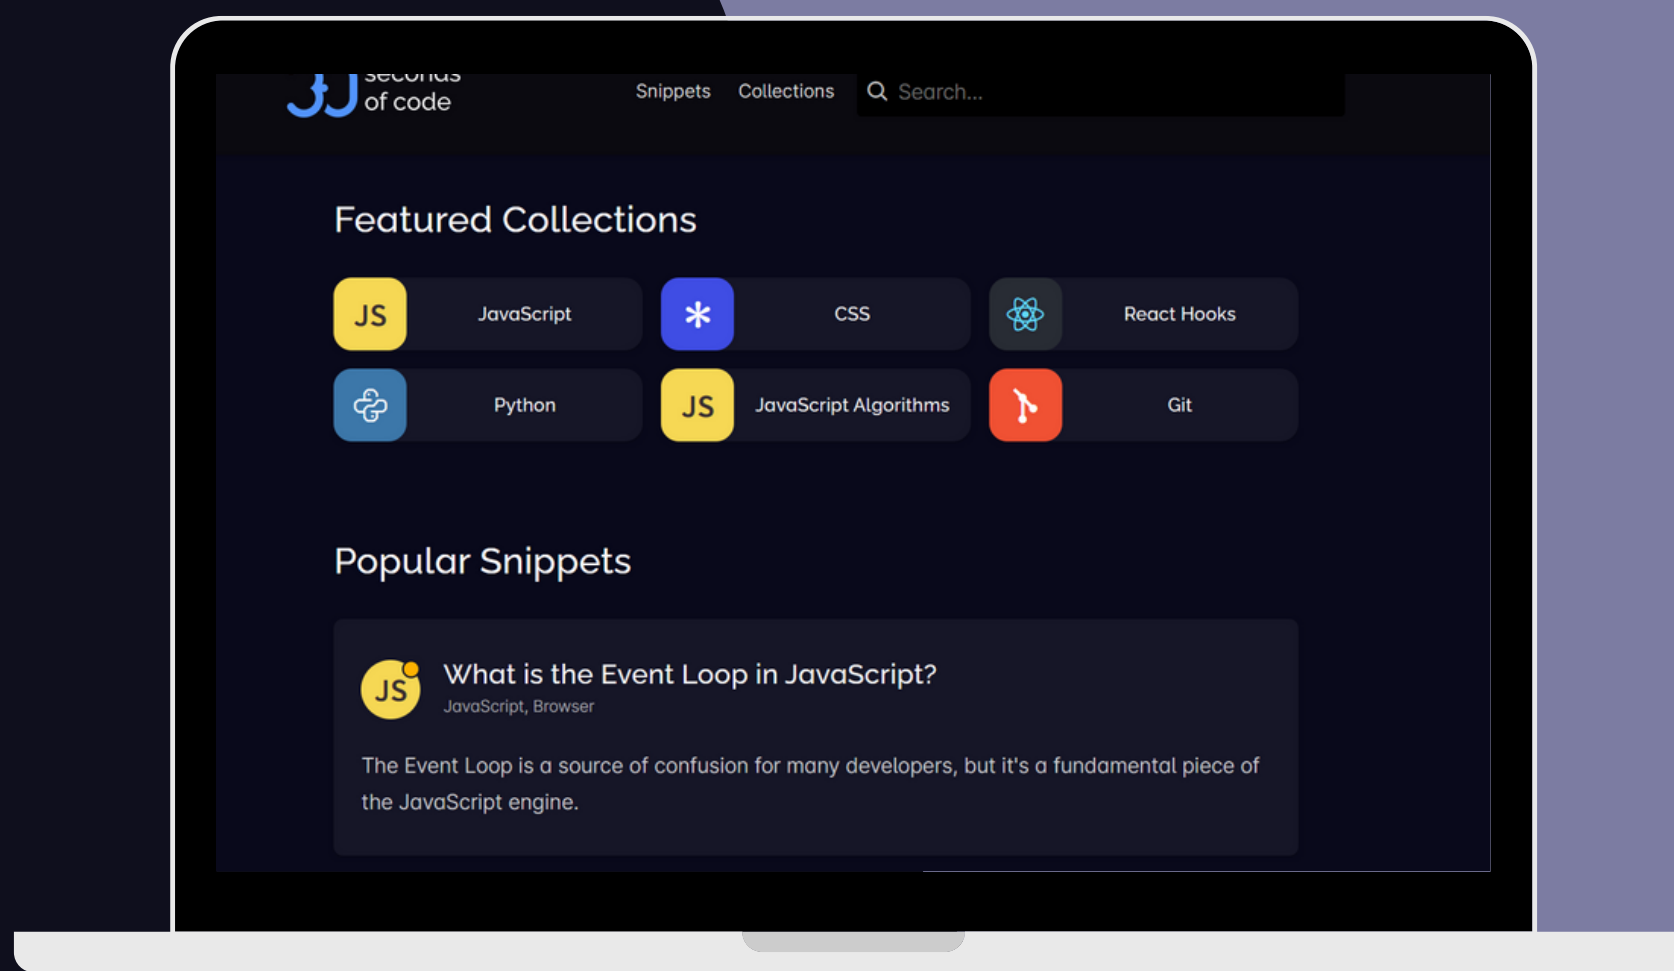 seconds
of code
Snippets Collections Search...
Featured Collections
JS JavaScript CSS React Hooks
Python JS JavaScript Algorithms Git
Popular Snippets
JS What is the Event Loop in JavaScript?
JavaScript, Browser
The Event Loop is a source of confusion for many developers, but it's a fundamental piece of
the JavaScript engine.